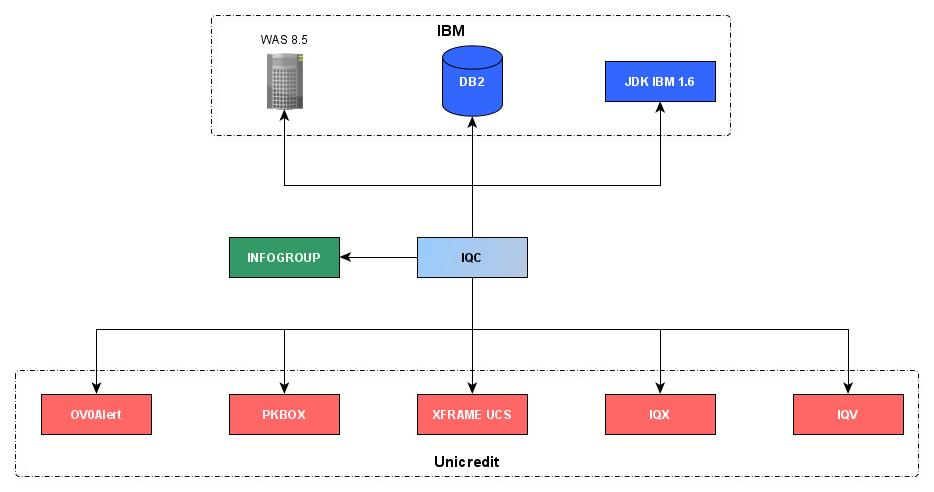 IBM
WAS 8.5
DB2
JDK IBM 1.6
INFOGROUP
IQC
OV0Alert
PKBOX
XFRAME UCS
IQX
IQV
Unicredit